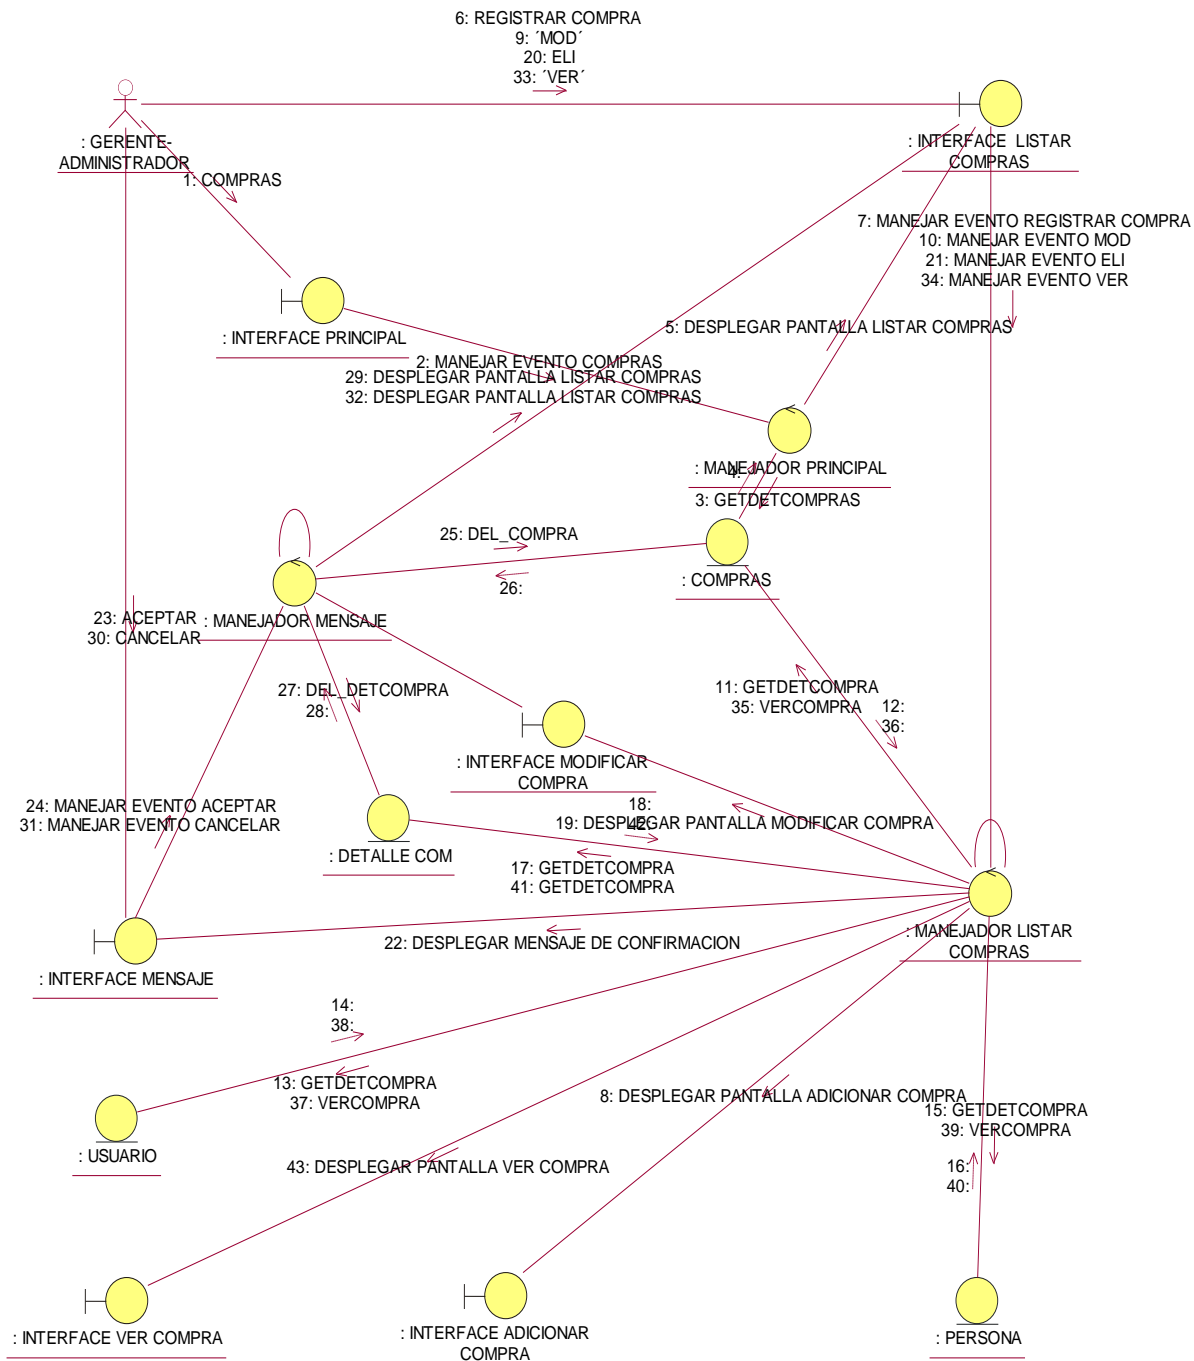 6: REGISTRAR COMPRA
9: ´MOD´
20: ELI
33: ´VER´
: GERENTE-
ADMINISTRADOR
: INTERFACE LISTAR
COMPRAS
1: COMPRAS
7: MANEJAR EVENTO REGISTRAR COMPRA
10: MANEJAR EVENTO MOD
21: MANEJAR EVENTO ELI
34: MANEJAR EVENTO VER
: INTERFACE PRINCIPAL
5: DESPLEGAR PANTALLA LISTAR COMPRAS
2: MANEJAR EVENTO COMPRAS
29: DESPLEGAR PANTALLA LISTAR COMPRAS
32: DESPLEGAR PANTALLA LISTAR COMPRAS
: MANEJADOR PRINCIPAL
4:
3: GETDETCOMPRAS
25: DEL_COMPRA
26:
: COMPRAS
23: ACEPTAR
30: CANCELAR
: MANEJADOR MENSAJE
27: DEL_DETCOMPRA
28:
11: GETDETCOMPRA
35: VERCOMPRA
12:
36:
: INTERFACE MODIFICAR
COMPRA
24: MANEJAR EVENTO ACEPTAR
31: MANEJAR EVENTO CANCELAR
18:
42:
19: DESPLEGAR PANTALLA MODIFICAR COMPRA
: DETALLE COM
17: GETDETCOMPRA
41: GETDETCOMPRA
22: DESPLEGAR MENSAJE DE CONFIRMACION
: MANEJADOR LISTAR
COMPRAS
: INTERFACE MENSAJE
14:
38:
13: GETDETCOMPRA
37: VERCOMPRA
8: DESPLEGAR PANTALLA ADICIONAR COMPRA
15: GETDETCOMPRA
39: VERCOMPRA
: USUARIO
43: DESPLEGAR PANTALLA VER COMPRA
16:
40:
: INTERFACE VER COMPRA
: INTERFACE ADICIONAR
COMPRA
: PERSONA